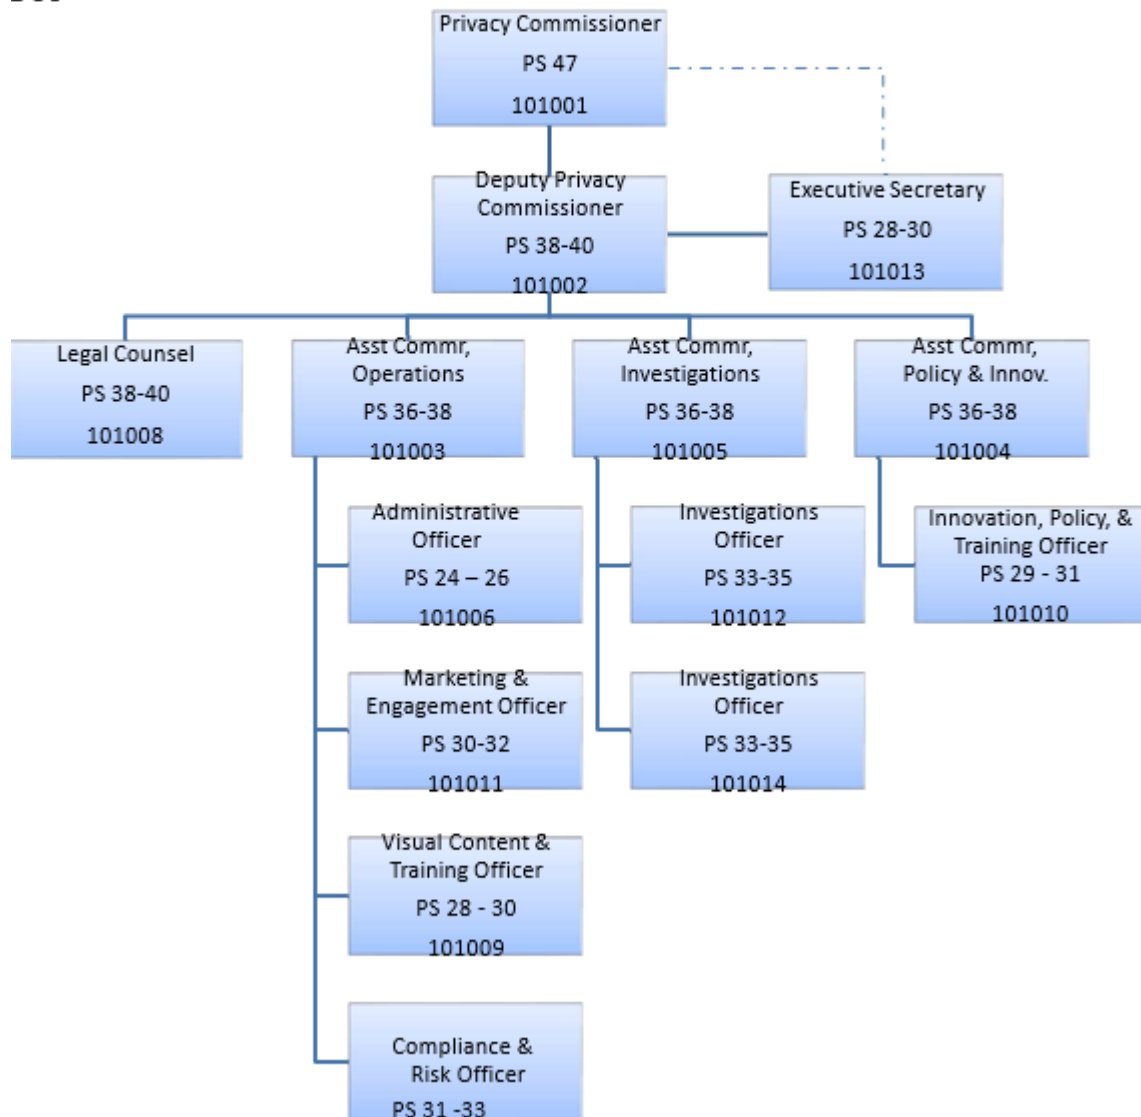 Privacy Commissioner
PS 47
101001
Deputy Privacy
Commissioner
PS 38-40
101002
Executive Secretary
PS 28-30
101013
Legal Counsel
PS 38-40
101008
Asst Commr,
Operations
PS 36-38
101003
Asst Commr,
Investigations
PS 36-38
101005
Asst Commr,
Policy & Innov.
PS 36-38
101004
Administrative
Officer
PS 24 – 26
101006
Investigations
Officer
PS 33-35
101012
Innovation, Policy, &
Training Officer
PS 29 - 31
101010
Marketing &
Engagement Officer
PS 30-32
101011
Investigations
Officer
PS 33-35
101014
Visual Content &
Training Officer
PS 28 - 30
101009
Compliance &
Risk Officer
PS 31 -33